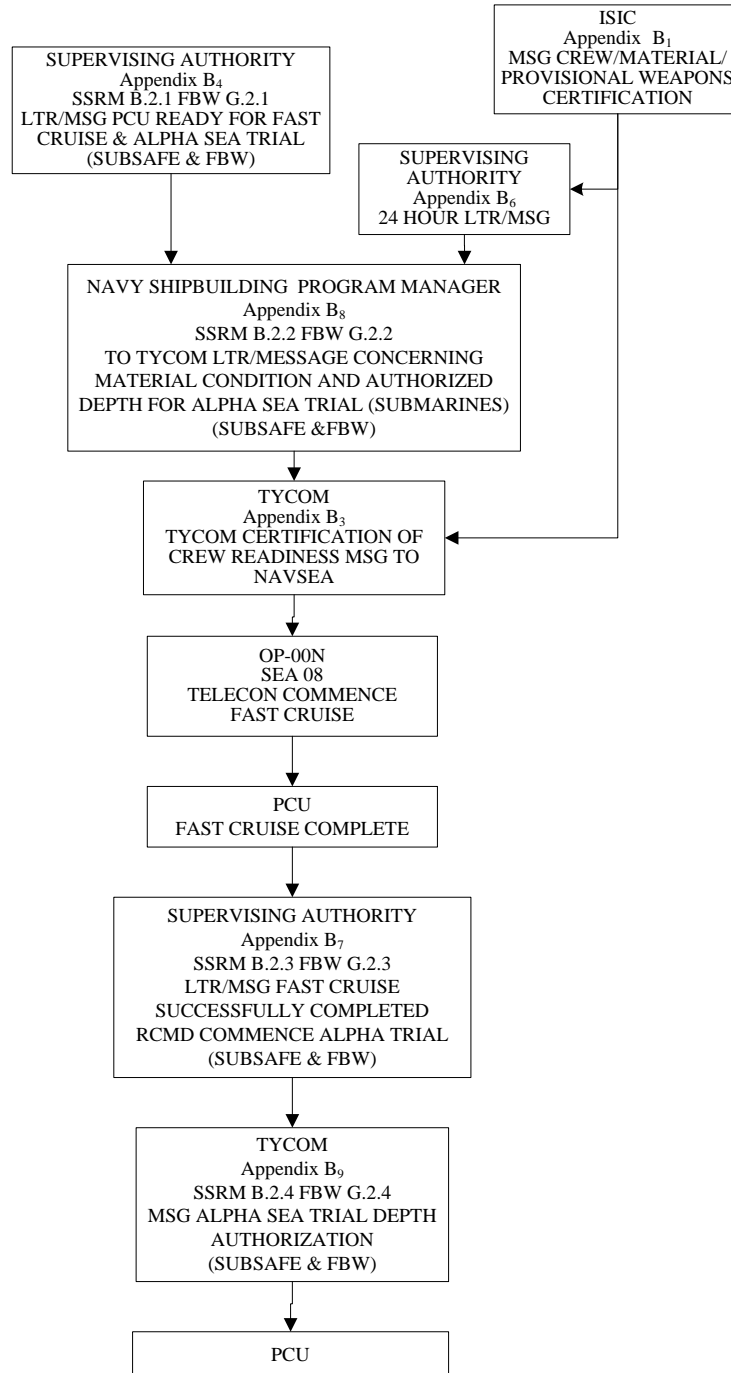 ISIC
Appendix B₁
MSG CREW/MATERIAL/
PROVISIONAL WEAPONS
CERTIFICATION
SUPERVISING AUTHORITY
Appendix B₄
SSRM B.2.1 FBW G.2.1
LTR/MSG PCU READY FOR FAST
CRUISE & ALPHA SEA TRIAL
(SUBSAFE & FBW)
SUPERVISING
AUTHORITY
Appendix B₆
24 HOUR LTR/MSG
NAVY SHIPBUILDING PROGRAM MANAGER
Appendix B₈
SSRM B.2.2 FBW G.2.2
TO TYCOM LTR/MESSAGE CONCERNING
MATERIAL CONDITION AND AUTHORIZED
DEPTH FOR ALPHA SEA TRIAL (SUBMARINES)
(SUBSAFE &FBW)
TYCOM
Appendix B₃
TYCOM CERTIFICATION OF
CREW READINESS MSG TO
NAVSEA
OP-00N
SEA 08
TELECON COMMENCE
FAST CRUISE
PCU
FAST CRUISE COMPLETE
SUPERVISING AUTHORITY
Appendix B₇
SSRM B.2.3 FBW G.2.3
LTR/MSG FAST CRUISE
SUCCESSFULLY COMPLETED
RCMD COMMENCE ALPHA TRIAL
(SUBSAFE & FBW)
TYCOM
Appendix B₉
SSRM B.2.4 FBW G.2.4
MSG ALPHA SEA TRIAL DEPTH
AUTHORIZATION
(SUBSAFE & FBW)
PCU